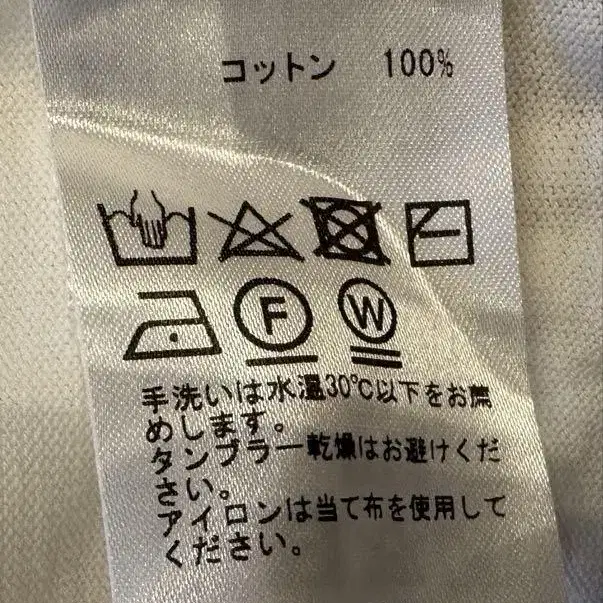 コットン 100%
F W
手洗いは水温30℃以下をお薦
めします。
タンブラー乾燥はお避けくだ
さい。
アイロンは当て布を使用して
ください。